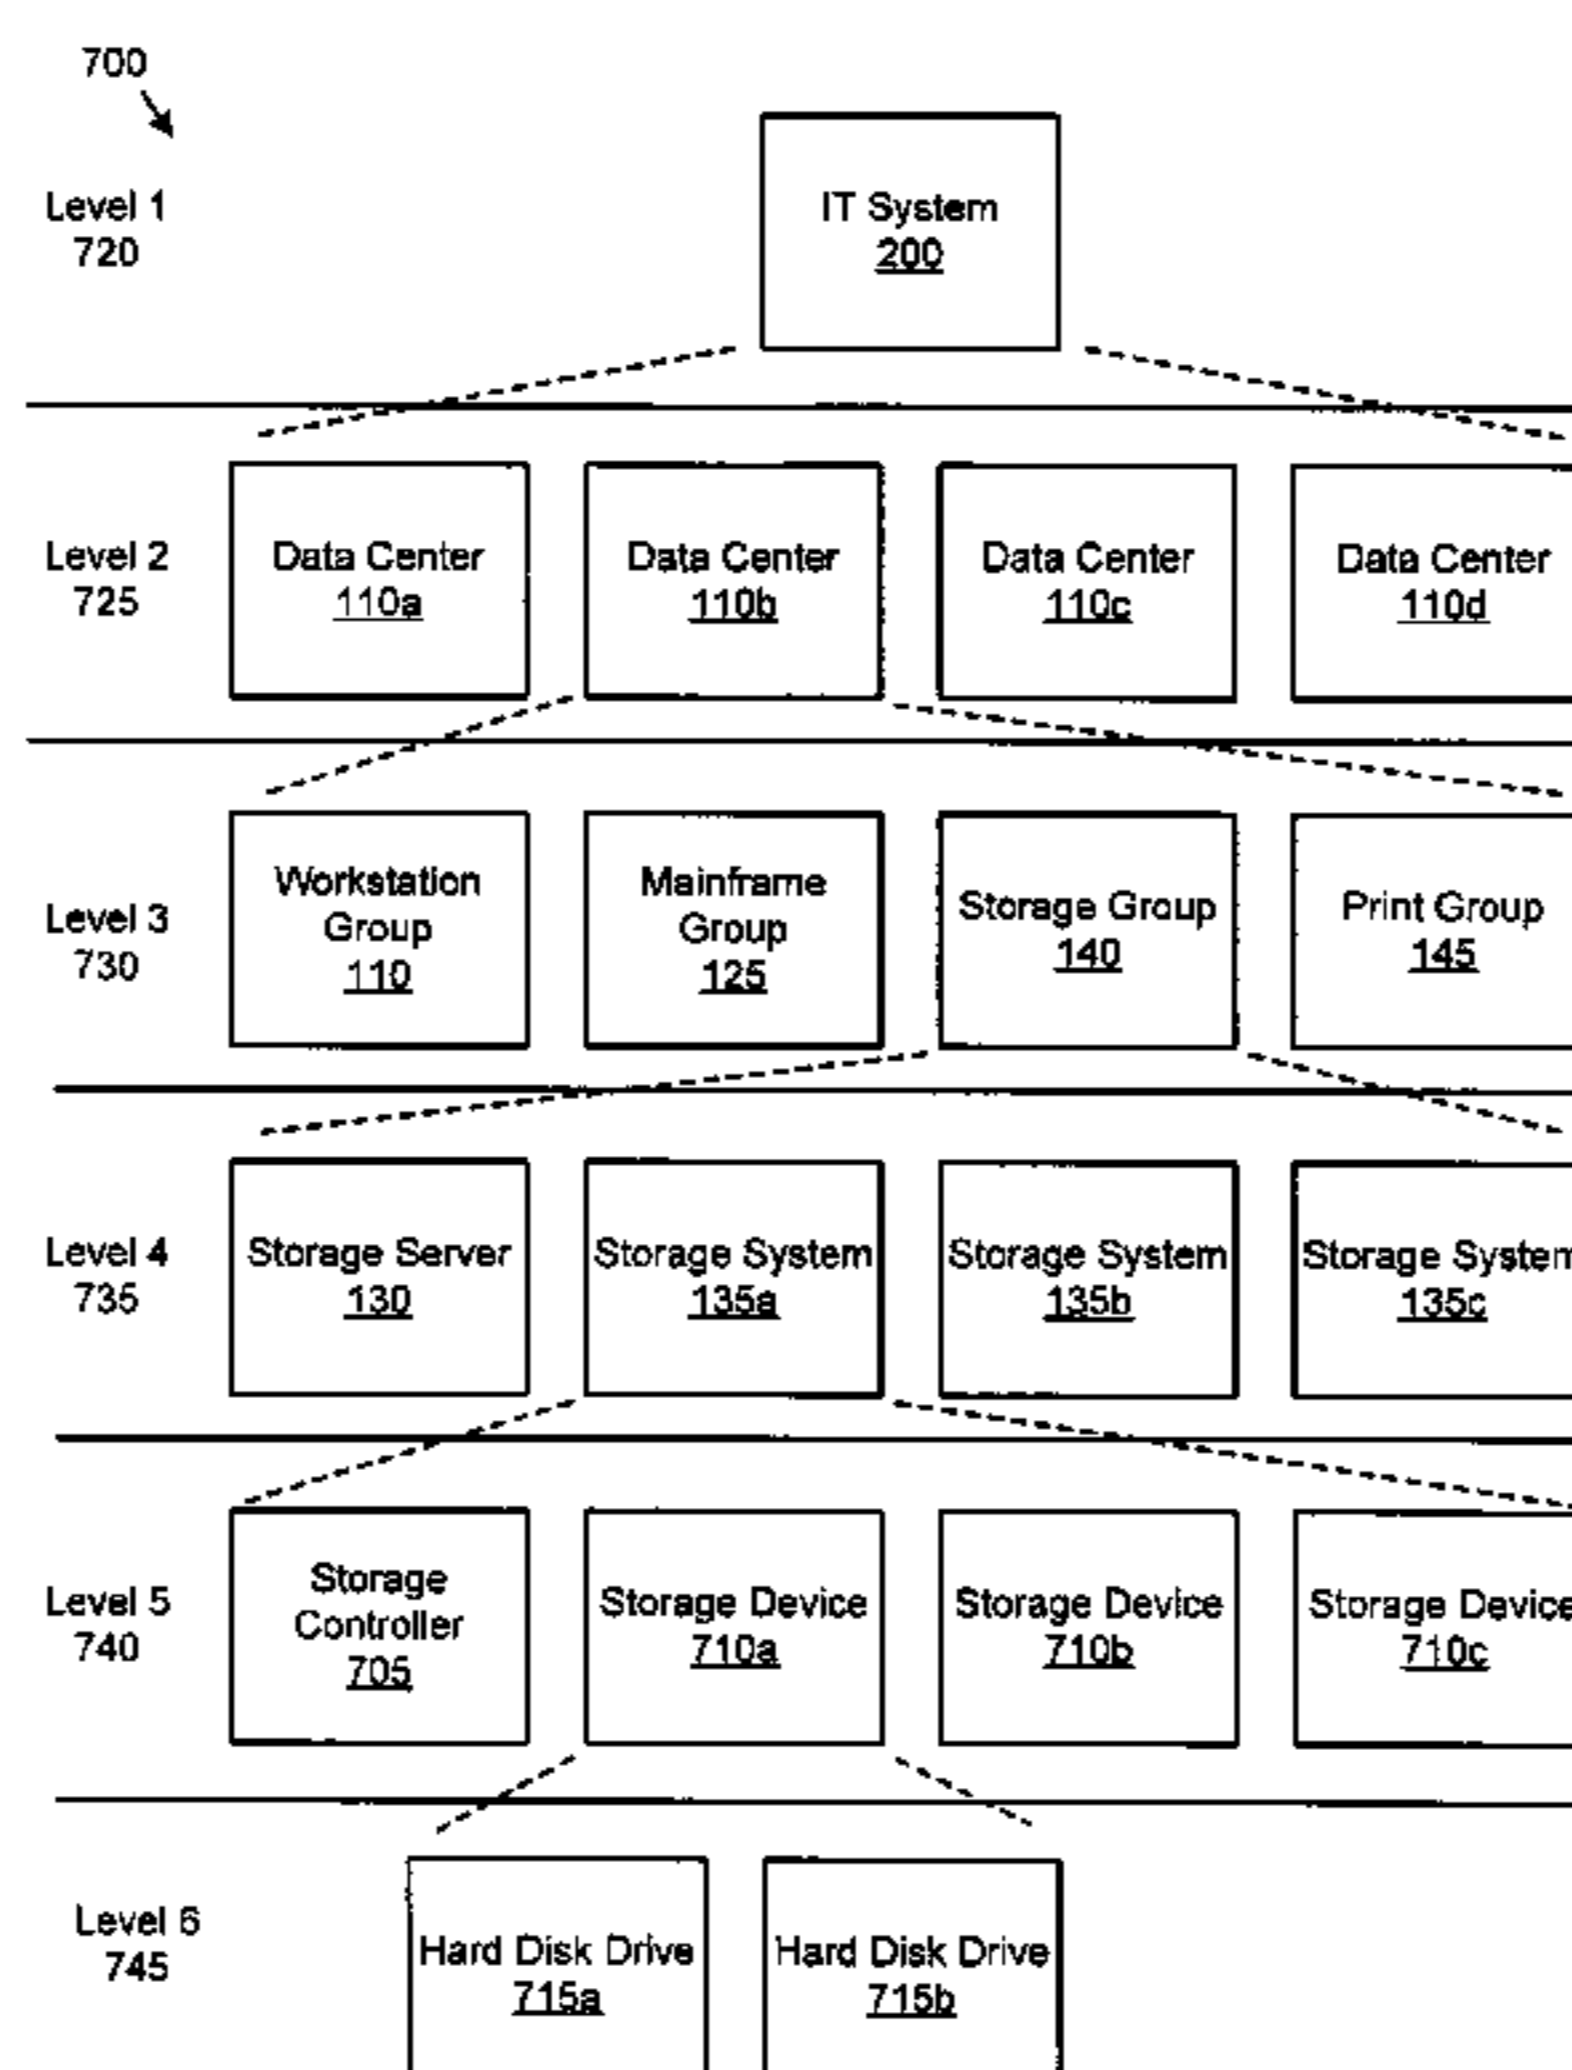 700
Level 1
720
IT System
200
Level 2
725
Data Center
110a
Data Center
110b
Data Center
110c
Data Center
110d
Level 3
730
Workstation
Group
110
Mainframe
Group
125
Storage Group
140
Print Group
145
Level 4
735
Storage Server
130
Storage System
135a
Storage System
135b
Storage System
135c
Level 5
740
Storage
Controller
705
Storage Device
710a
Storage Device
710b
Storage Device
710c
Level 6
745
Hard Disk Drive
715a
Hard Disk Drive
715b